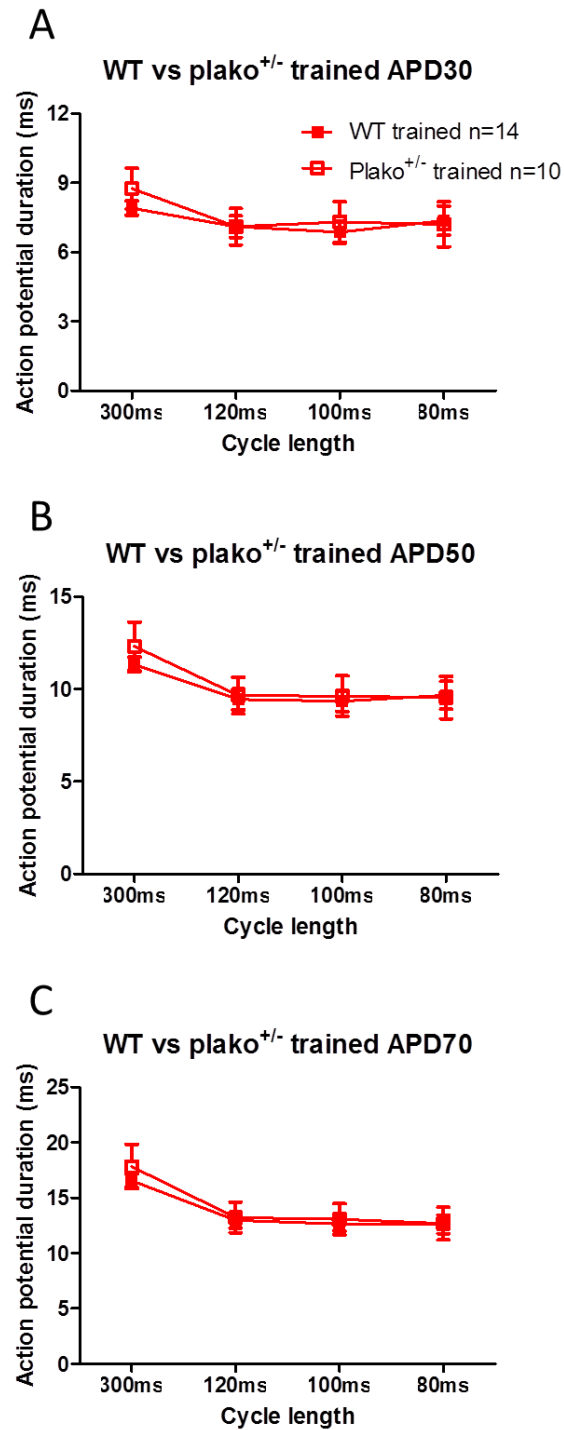 A
WT vs plako+/- trained APD30
Action potential duration (ms)
12
9
6
3
0
WT trained n=14
Plako+/- trained n=10
300ms 120ms 100ms 80ms
Cycle length
B
WT vs plako+/- trained APD50
Action potential duration (ms)
15
10
5
0
300ms 120ms 100ms 80ms
Cycle length
C
WT vs plako+/- trained APD70
Action potential duration (ms)
25
20
15
10
5
0
300ms 120ms 100ms 80ms
Cycle length